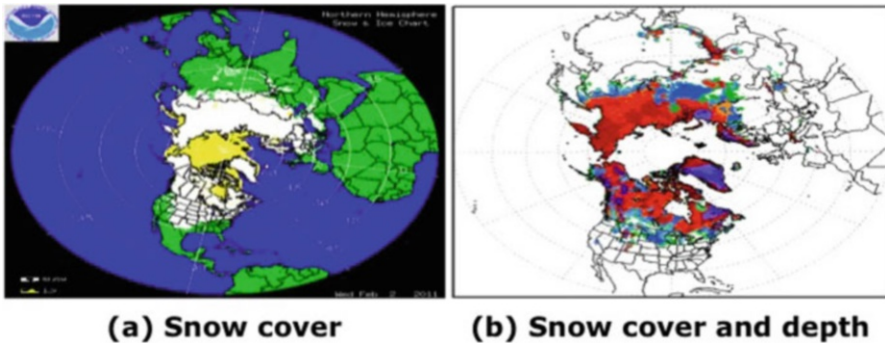 Northern Hemisphere
Snow & Ice Chart
Wed Feb 2 2011
(a) Snow cover
(b) Snow cover and depth